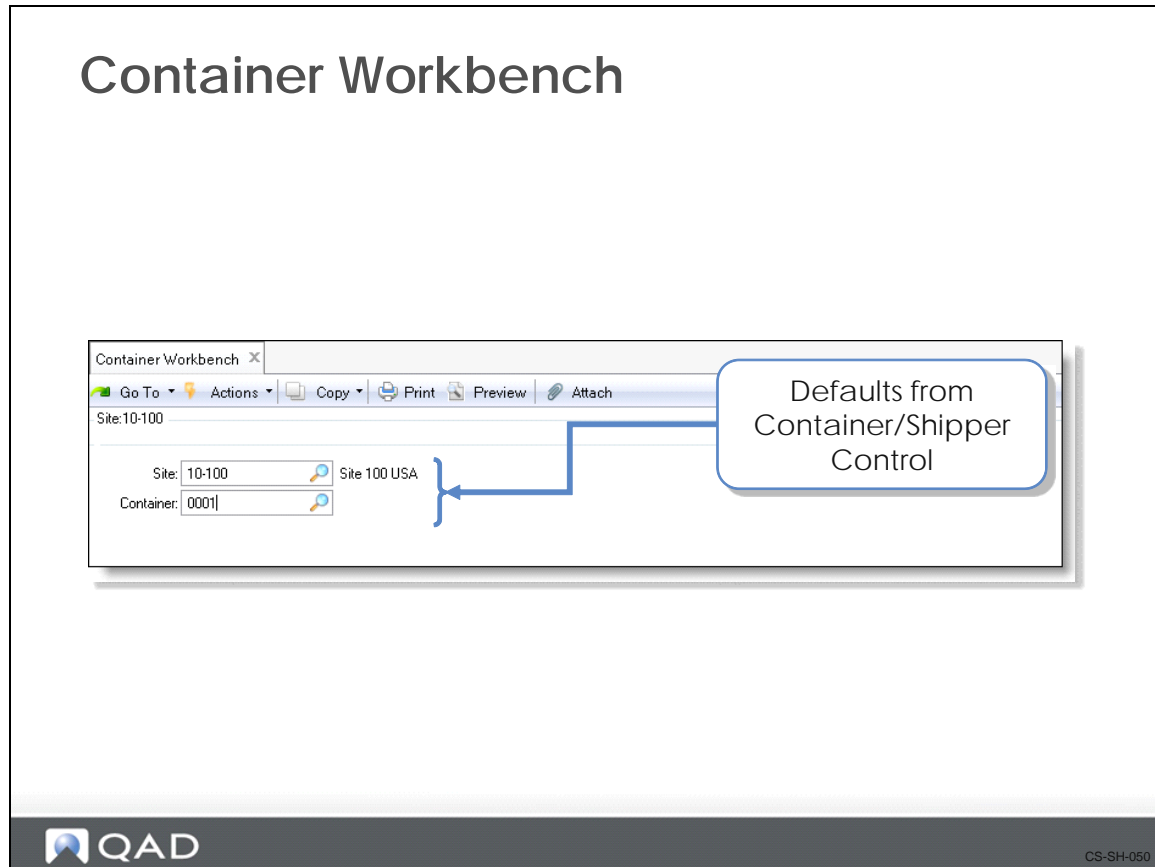 Container Workbench
Container Workbench
Go To Actions Copy Print Preview Attach
Site:10-100
Site: 10-100 Site 100 USA
Container: 0001
Defaults from
Container/Shipper
Control
QAD
CS-SH-050